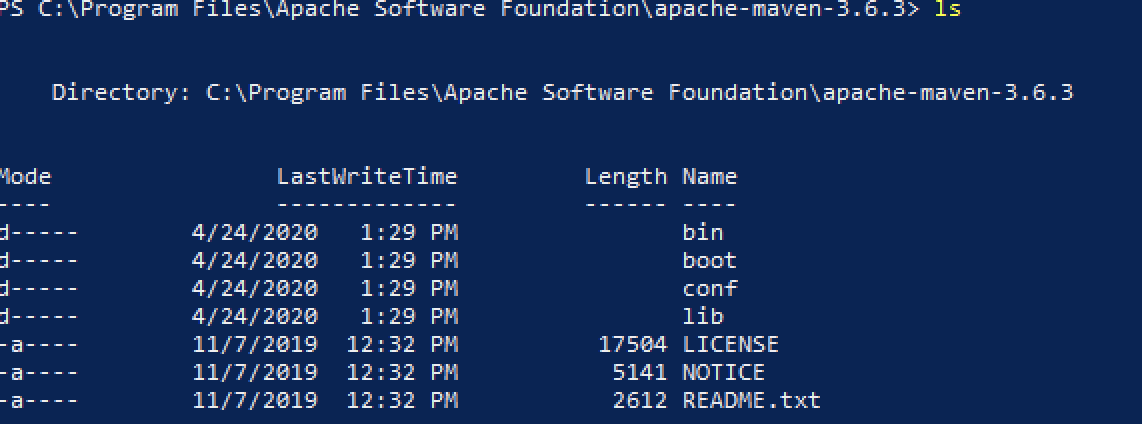 PS C:\Program Files\Apache Software Foundation\apache-maven-3.6.3> ls
Directory: C:\Program Files\Apache Software Foundation\apache-maven-3.6.3
Mode LastWriteTime Length Name
---- ------------- ------ ----
d----- 4/24/2020 1:29 PM bin
d----- 4/24/2020 1:29 PM boot
d----- 4/24/2020 1:29 PM conf
d----- 4/24/2020 1:29 PM lib
-a---- 11/7/2019 12:32 PM 17504 LICENSE
-a---- 11/7/2019 12:32 PM 5141 NOTICE
-a---- 11/7/2019 12:32 PM 2612 README.txt